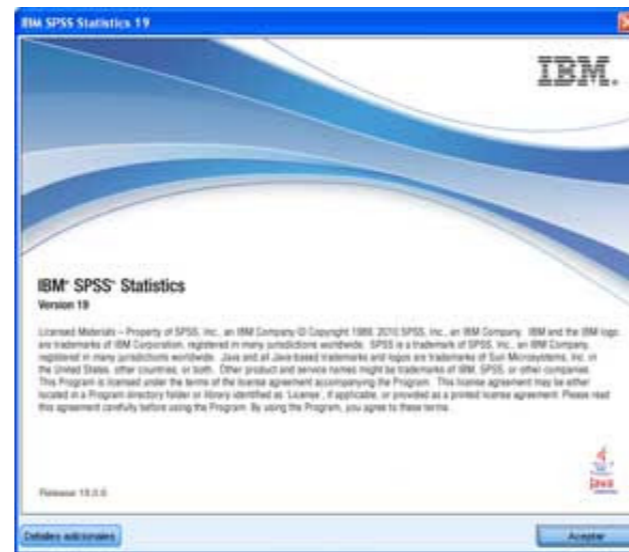 IBM SPSS Statistics 19
IBM.
IBM® SPSS® Statistics
Version 19
Licensed Materials – Property of SPSS, Inc., an IBM Company © Copyright 1989, 2010 SPSS, Inc., an IBM Company. IBM and the IBM logo
are trademarks of IBM Corporation, registered in many jurisdictions worldwide. SPSS is a trademark of SPSS, Inc., an IBM Company,
registered in many jurisdictions worldwide. Java and all Java-based trademarks and logos are trademarks of Sun Microsystems, Inc. in
the United States, other countries, or both. Other product and service names might be trademarks of IBM, SPSS, or other companies.
This Program is licensed under the terms of the license agreement accompanying the Program. This license agreement may be either
located in a Program directory folder or library identified as 'License', if applicable, or provided as a printed license agreement. Please read
this agreement carefully before using the Program. By using the Program, you agree to these terms.
Java
Release 19.0.0
Detalles adicionales
Aceptar